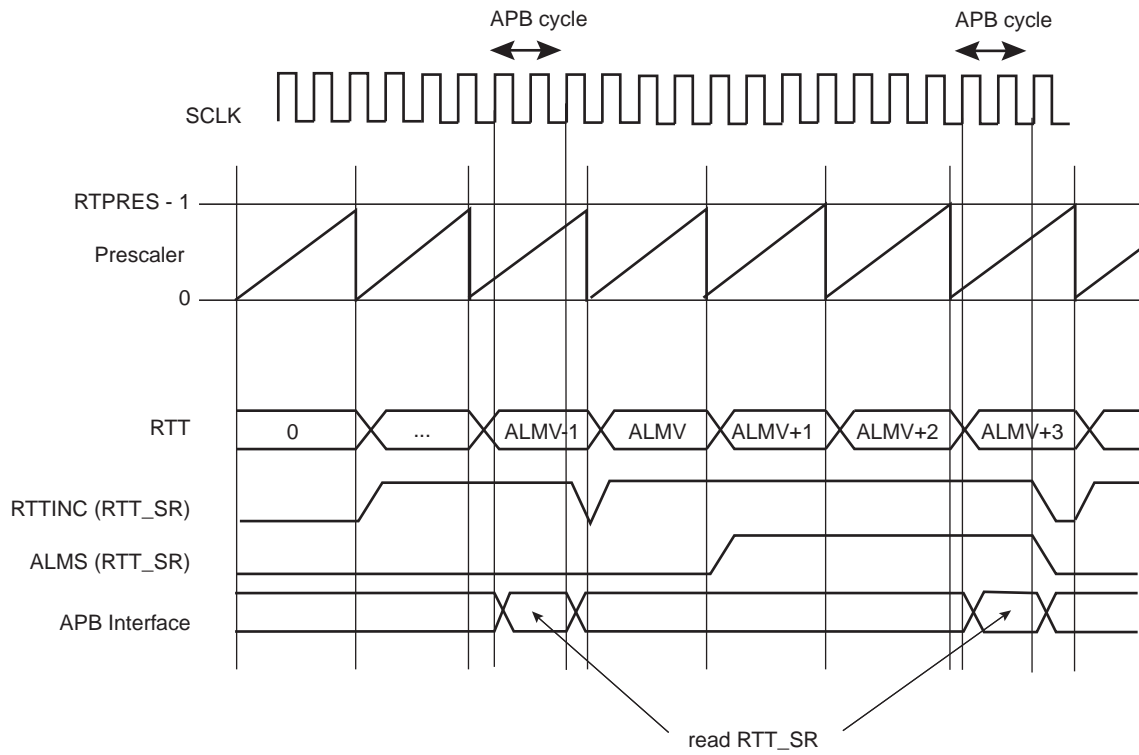 APB cycle APB cycle
SCLK
RTPRES - 1
Prescaler
0
RTT 0 ... ALMV-1 ALMV ALMV+1 ALMV+2 ALMV+3
RTTINC (RTT_SR)
ALMS (RTT_SR)
APB Interface
read RTT_SR